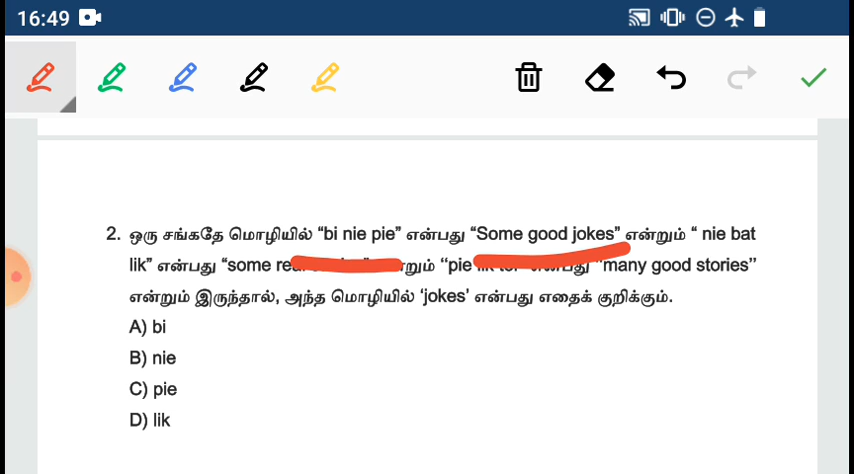 16:49
2. ஒரு சங்கதே மொழியில் “bi nie pie” என்பது “Some good jokes” என்றும் “ nie bat
lik” என்பது “some றும் “pie “many good stories”
என்றும் இருந்தால், அந்த மொழியில் ‘jokes’ என்பது எதைக் குறிக்கும்.
A) bi
B) nie
C) pie
D) lik